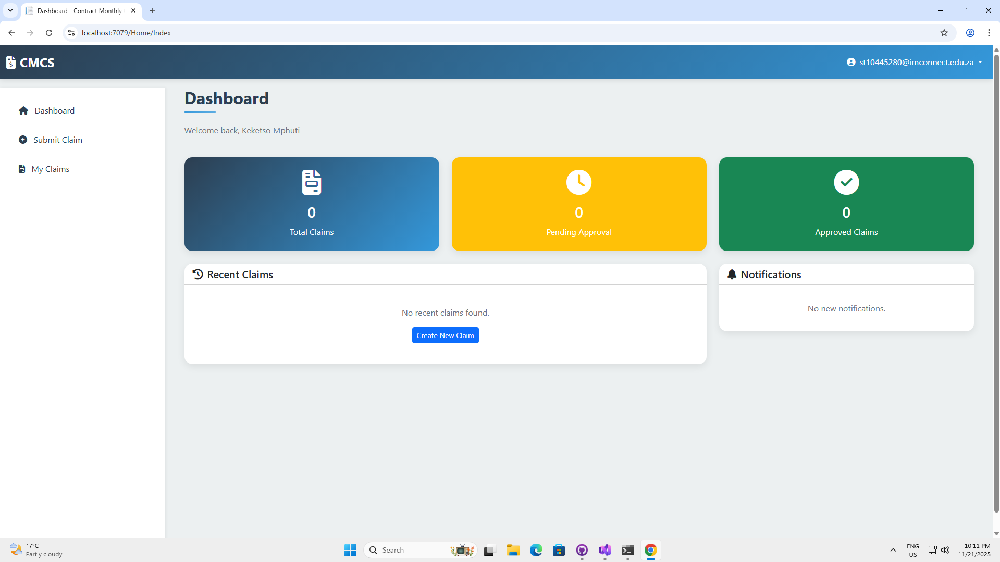 Dashboard - Contract Monthly
localhost:7079/Home/Index
CMCS
st10445280@imconnect.edu.za
Dashboard
Submit Claim
My Claims
Dashboard
Welcome back, Keketso Mphuti
0
Total Claims
0
Pending Approval
0
Approved Claims
Recent Claims
No recent claims found.
Create New Claim
Notifications
No new notifications.
17°C
Partly cloudy
Search
ENG
US
10:11 PM
11/21/2025